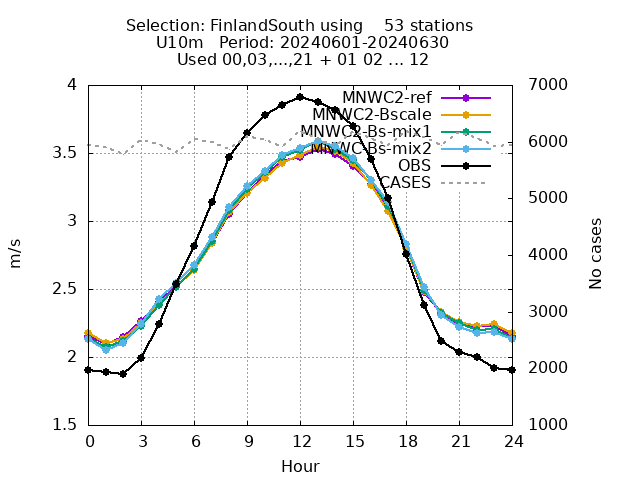 Selection: FinlandSouth using    53 stations
U10m   Period: 20240601-20240630
Used 00,03,...,21 + 01 02 ... 12
4
3.5
3
2.5
2
1.5
m/s
7000
6000
5000
4000
3000
2000
1000
No cases
MNWC2-ref
MNWC2-Bscale
MNWC2-Bs-mix1
MNWC-Bs-mix2
OBS
CASES
0 3 6 9 12 15 18 21 24
Hour